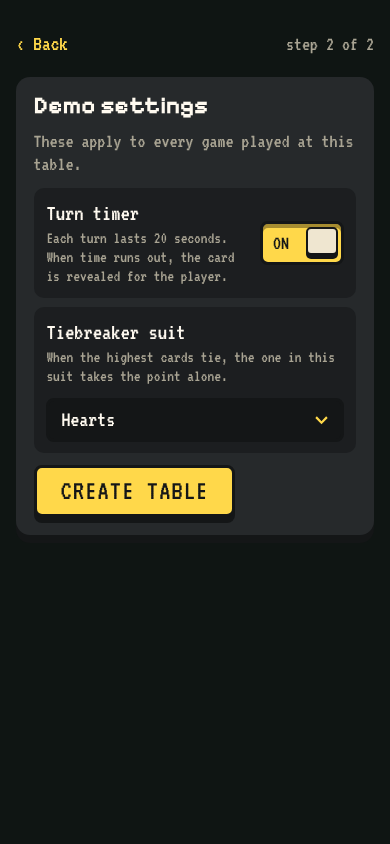 ‹ Back
step 2 of 2
Demo settings
These apply to every game played at this
table.
Turn timer
Each turn lasts 20 seconds.
When time runs out, the card
is revealed for the player.
ON
Tiebreaker suit
When the highest cards tie, the one in this
suit takes the point alone.
Hearts
CREATE TABLE